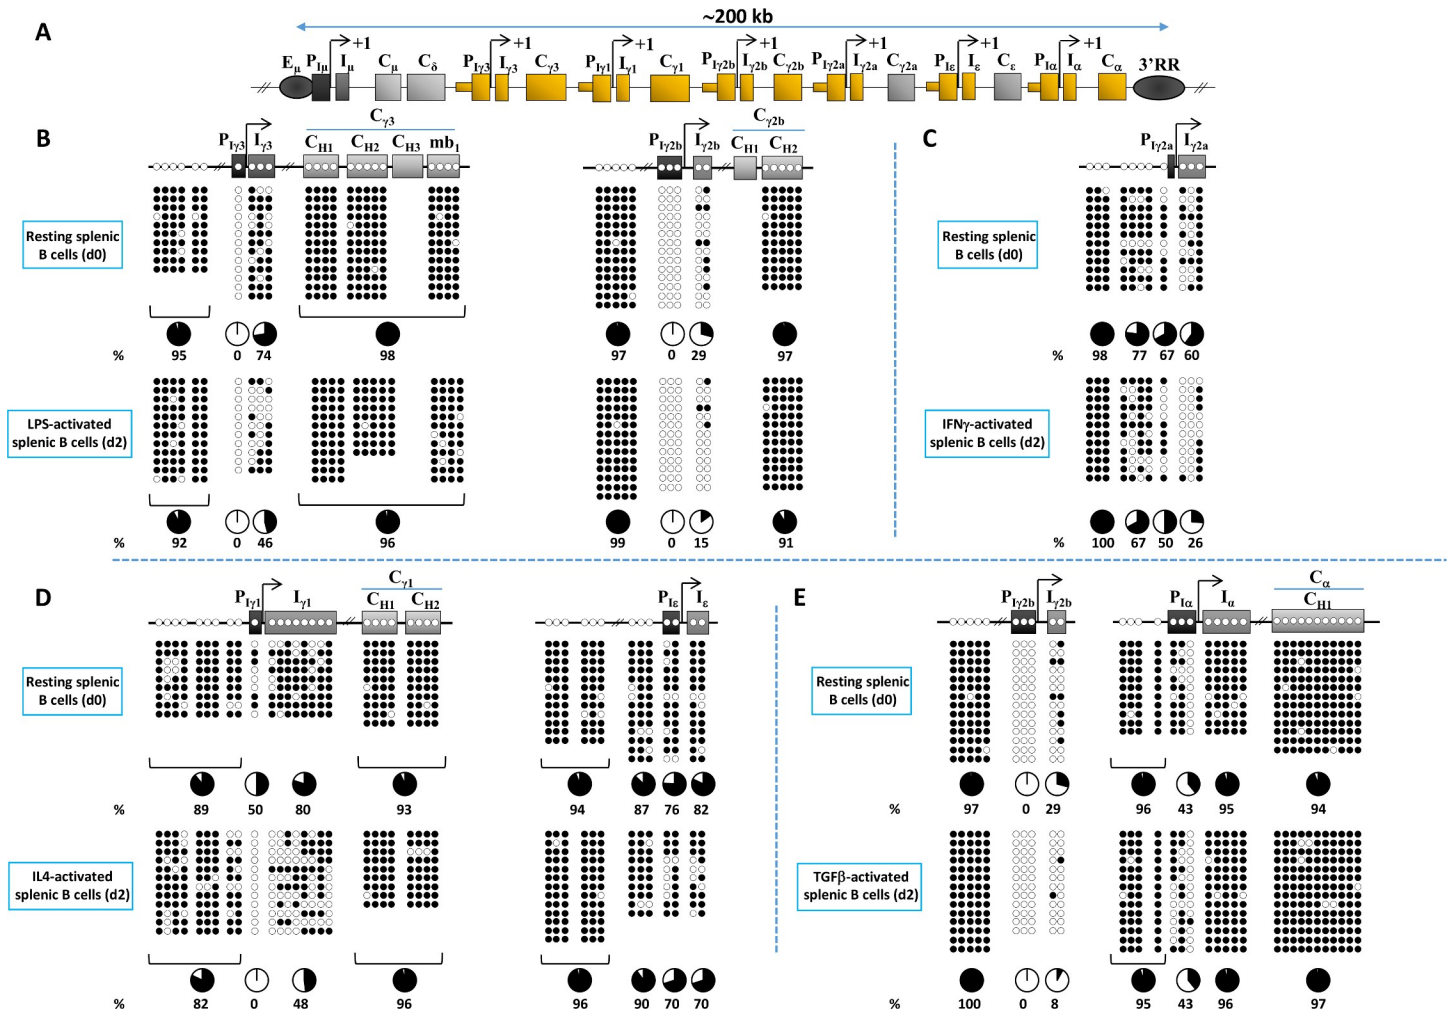 ~200 kb
A
+1 +1 +1 +1 +1 +1 +1
Eμ PIμ Iμ Cμ Cδ PIγ3 Iγ3 Cγ3 PIγ1 Iγ1 Cγ1 PIγ2b Iγ2b Cγ2b PIγ2a Iγ2a Cγ2a PIε Iε Cε PIα Iα Cα 3'RR
B
Cγ3 Cγ2b
PIγ3 Iγ3 CH1 CH2 CH3 mb1 PIγ2b Iγ2b CH1 CH2
Resting splenic
B cells (d0)
% 95 0 74 98 97 0 29 97
LPS-activated
splenic B cells (d2)
% 92 0 46 96 99 0 15 91
C
PIγ2a Iγ2a
Resting splenic
B cells (d0)
% 98 77 67 60
IFNγ-activated
splenic B cells (d2)
% 100 67 50 26
D
Cγ1
PIγ1 Iγ1 CH1 CH2 PIε Iε
Resting splenic
B cells (d0)
% 89 50 80 93 94 87 76 82
IL4-activated
splenic B cells (d2)
% 82 0 48 96 96 90 70 70
E
Cα
PIγ2b Iγ2b PIα Iα CH1
Resting splenic
B cells (d0)
% 97 0 29 96 43 95 94
TGFβ-activated
splenic B cells (d2)
% 100 0 8 95 43 96 97